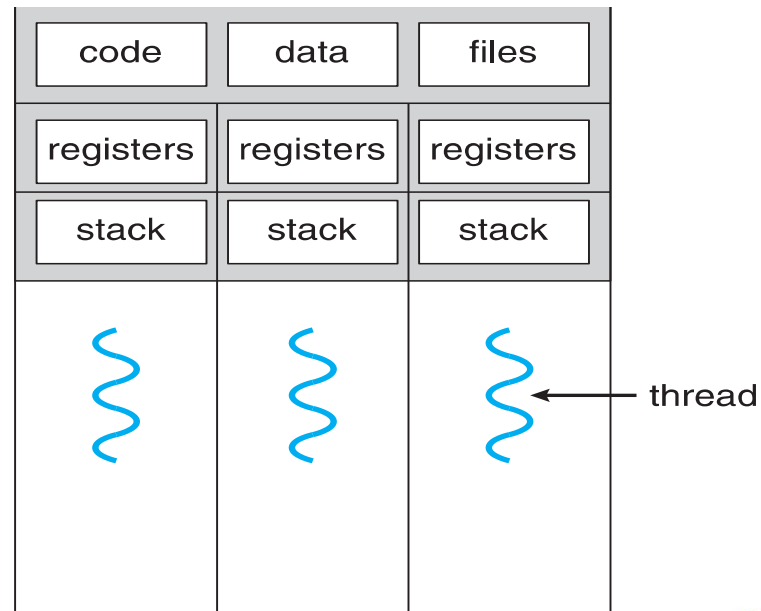 code data files
registers registers registers
stack stack stack
thread